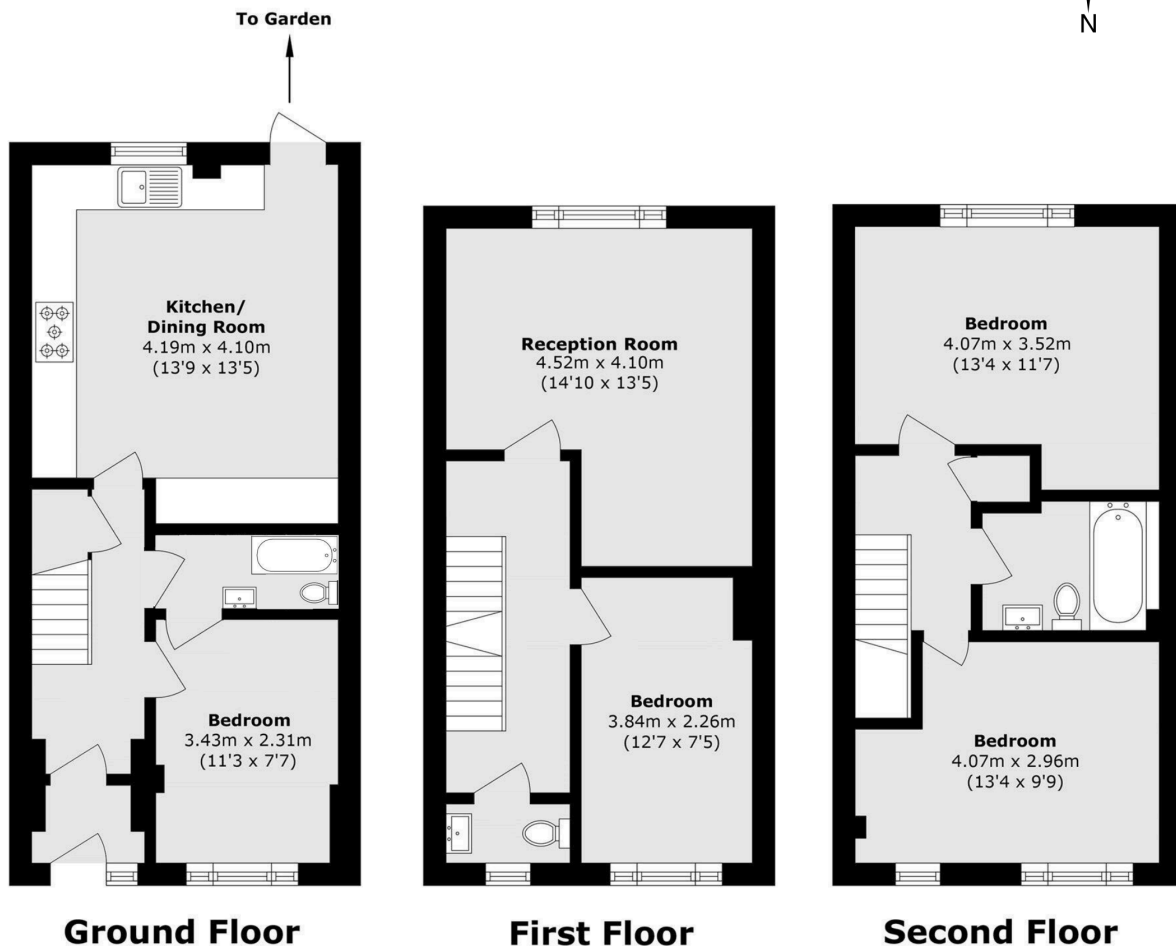 To Garden
N
Kitchen/
Dining Room
4.19m x 4.10m
(13'9 x 13'5)
Bedroom
3.43m x 2.31m
(11'3 x 7'7)
Ground Floor
Reception Room
4.52m x 4.10m
(14'10 x 13'5)
Bedroom
3.84m x 2.26m
(12'7 x 7'5)
First Floor
Bedroom
4.07m x 3.52m
(13'4 x 11'7)
Bedroom
4.07m x 2.96m
(13'4 x 9'9)
Second Floor